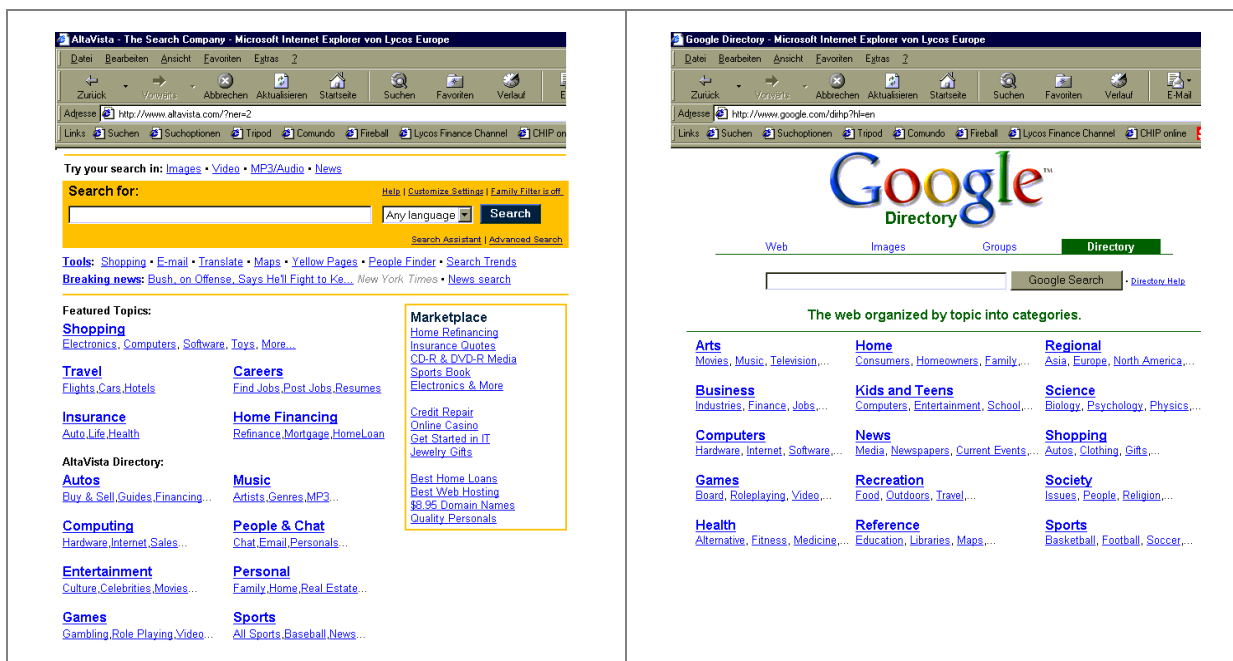 AltaVista - The Search Company - Microsoft Internet Explorer von Lycos Europe
Datei Bearbeiten Ansicht Favoriten Extras ?
Zurück Vorwärts Abbrechen Aktualisieren Startseite Suchen Favoriten Verlauf E
Adresse http://www.altavista.com/?ner=2
Links Suchen Suchoptionen Tripod Comundo Fireball Lycos Finance Channel CHIP on
Try your search in: Images • Video • MP3/Audio • News
Search for: Help | Customize Settings | Family Filter is off
Any language Search
Search Assistant | Advanced Search
Tools: Shopping • E-mail • Translate • Maps • Yellow Pages • People Finder • Search Trends
Breaking news: Bush, on Offense, Says He'll Fight to Ke... New York Times • News search
Featured Topics:
Shopping
Electronics, Computers, Software, Toys, More...
Travel Careers
Flights,Cars,Hotels Find Jobs,Post Jobs,Resumes
Insurance Home Financing
Auto,Life,Health Refinance,Mortgage,HomeLoan
AltaVista Directory:
Autos Music
Buy & Sell,Guides,Financing... Artists,Genres,MP3...
Computing People & Chat
Hardware,Internet,Sales... Chat,Email,Personals...
Entertainment Personal
Culture,Celebrities,Movies... Family,Home,Real Estate...
Games Sports
Gambling,Role Playing,Video... All Sports,Baseball,News...
Marketplace
Home Refinancing
Insurance Quotes
CD-R & DVD-R Media
Sports Book
Electronics & More
Credit Repair
Online Casino
Get Started in IT
Jewelry Gifts
Best Home Loans
Best Web Hosting
$8.95 Domain Names
Quality Personals
Google Directory - Microsoft Internet Explorer von Lycos Europe
Datei Bearbeiten Ansicht Favoriten Extras ?
Zurück Vorwärts Abbrechen Aktualisieren Startseite Suchen Favoriten Verlauf E-Mail
Adresse http://www.google.com/dirhp?hl=en
Links Suchen Suchoptionen Tripod Comundo Fireball Lycos Finance Channel CHIP online
Google™
Directory
Web Images Groups Directory
Google Search • Directory Help
The web organized by topic into categories.
Arts Home Regional
Movies, Music, Television,... Consumers, Homeowners, Family,... Asia, Europe, North America,...
Business Kids and Teens Science
Industries, Finance, Jobs,... Computers, Entertainment, School,... Biology, Psychology, Physics,...
Computers News Shopping
Hardware, Internet, Software,... Media, Newspapers, Current Events,... Autos, Clothing, Gifts,...
Games Recreation Society
Board, Roleplaying, Video,... Food, Outdoors, Travel,... Issues, People, Religion,...
Health Reference Sports
Alternative, Fitness, Medicine,... Education, Libraries, Maps,... Basketball, Football, Soccer,...